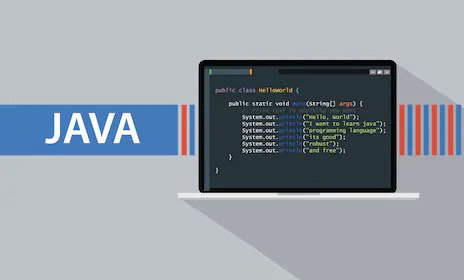 JAVA
public class HelloWorld {
public static void main(String[] args) {
System.out.println("Hello, World");
System.out.println("I want to learn java");
System.out.println("programming language");
System.out.println("its good");
System.out.println("robust");
System.out.println("and free");
}
}